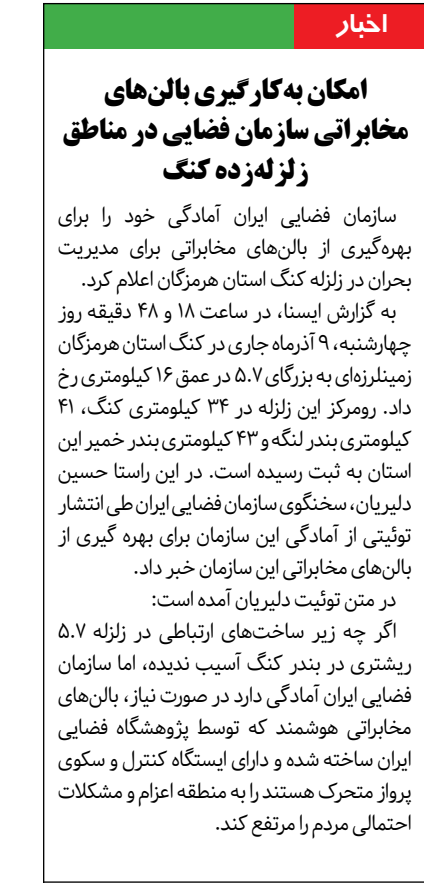 اخبار
امکان به‌کارگیری بالن‌های
مخابراتی سازمان فضایی در مناطق
زلزله‌زده کنگ
سازمان فضایی ایران آمادگی خود را برای
بهره‌گیری از بالن‌های مخابراتی برای مدیریت
بحران در زلزله کنگ استان هرمزگان اعلام کرد.
به گزارش ایسنا، در ساعت ۱۸ و ۴۸ دقیقه روز
چهارشنبه، ۹ آذرماه جاری در کنگ استان هرمزگان
زمینلرزه‌ای به بزرگای ۵.۷ در عمق ۱۶ کیلومتری رخ
داد. رومرکز این زلزله در ۳۴ کیلومتری کنگ، ۴۱
کیلومتری بندر لنگه و ۴۳ کیلومتری بندر خمیر این
استان به ثبت رسیده است. در این راستا حسین
دلیریان، سخنگوی سازمان فضایی ایران طی انتشار
توئیتی از آمادگی این سازمان برای بهره گیری از
بالن‌های مخابراتی این سازمان خبر داد.
در متن توئیت دلیریان آمده است:
اگر چه زیر ساخت‌های ارتباطی در زلزله ۵.۷
ریشتری در بندر کنگ آسیب ندیده، اما سازمان
فضایی ایران آمادگی دارد در صورت نیاز، بالن‌های
مخابراتی هوشمند که توسط پژوهشگاه فضایی
ایران ساخته شده و دارای ایستگاه کنترل و سکوی
پرواز متحرک هستند را به منطقه اعزام و مشکلات
احتمالی مردم را مرتفع کند.